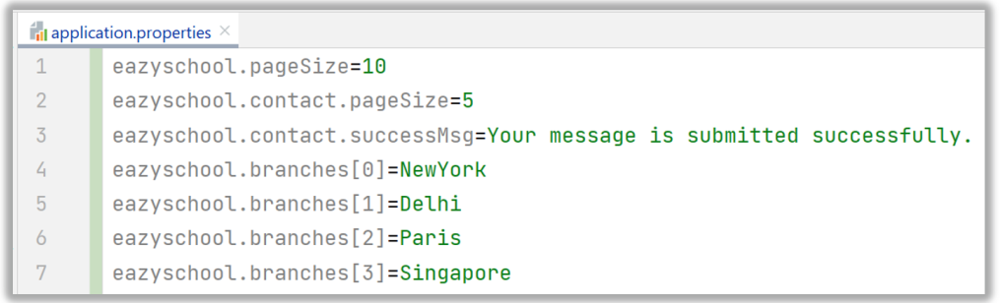 application.properties
1 eazyschool.pageSize=10
2 eazyschool.contact.pageSize=5
3 eazyschool.contact.successMsg=Your message is submitted successfully.
4 eazyschool.branches[0]=NewYork
5 eazyschool.branches[1]=Delhi
6 eazyschool.branches[2]=Paris
7 eazyschool.branches[3]=Singapore